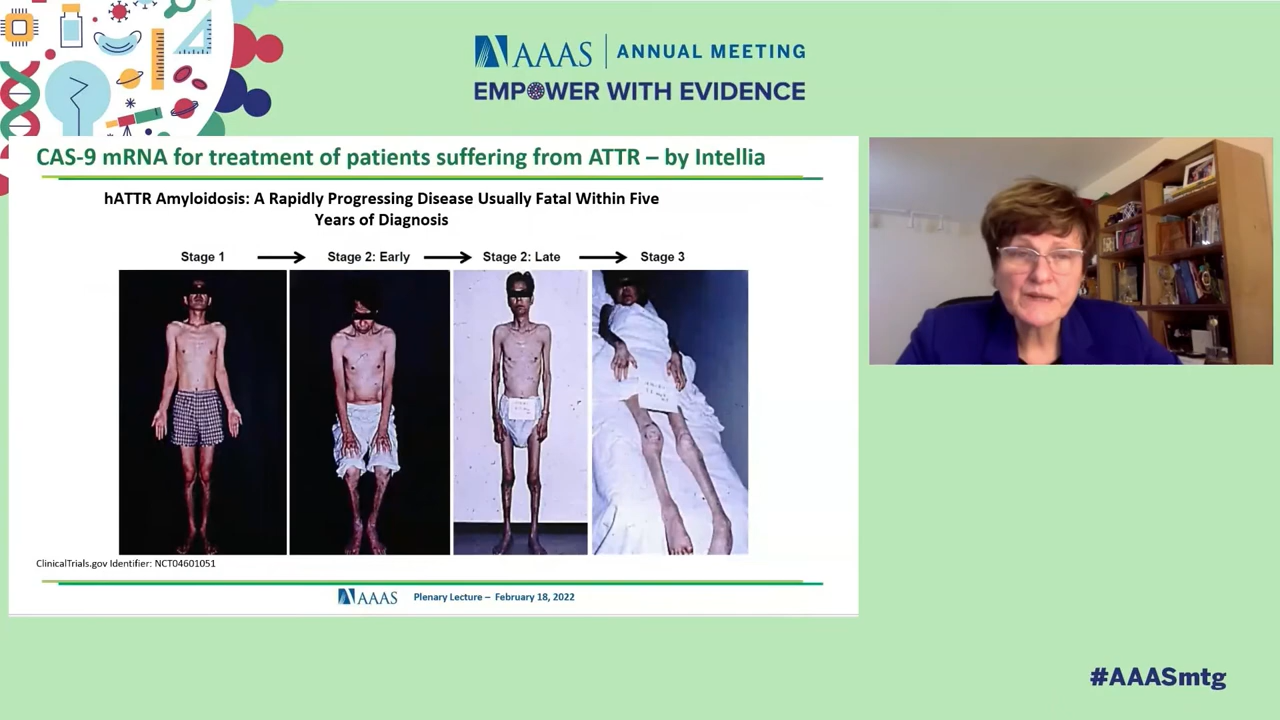 AAAS ANNUAL MEETING
EMPOWER WITH EVIDENCE
CAS-9 mRNA for treatment of patients suffering from ATTR – by Intellia
hATTR Amyloidosis: A Rapidly Progressing Disease Usually Fatal Within Five
Years of Diagnosis
Stage 1
Stage 2: Early
Stage 2: Late
Stage 3
ClinicalTrials.gov Identifier: NCT04601051
AAAS Plenary Lecture – February 18, 2022
#AAASmtg